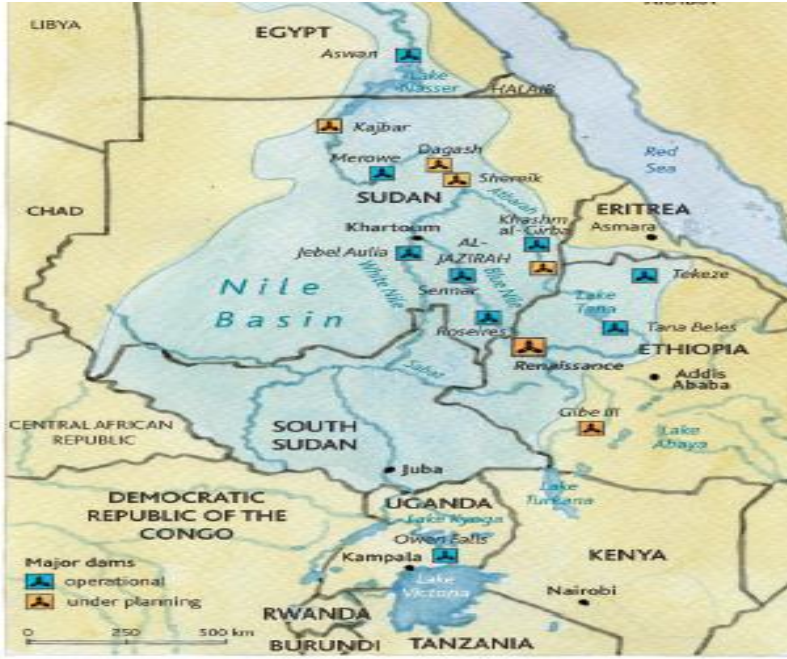 LIBYA
EGYPT
Aswan
Lake
Nasser
HALAIB
Kajbar
Dagash
Merowe
Shereik
Red
Sea
SUDAN
Atbarah
CHAD
Khartoum
Khashm
al-Girba
ERITREA
Asmara
Jebel Aulia
AL-
JAZIRAH
White Nile
Blue Nile
Sennar
Tekeze
Nile
Basin
Lake
Tana
Roseires
Tana Beles
ETHIOPIA
Renaissance
Sobat
Addis
Ababa
CENTRAL AFRICAN
REPUBLIC
SOUTH
SUDAN
Gibe III
Lake
Abaya
Juba
Lake
Turkana
DEMOCRATIC
REPUBLIC OF THE
CONGO
UGANDA
Lake Kyoga
Owen Falls
Kampala
KENYA
Lake
Victoria
Nairobi
Major dams
operational
under planning
RWANDA
0 250 500 km
BURUNDI
TANZANIA